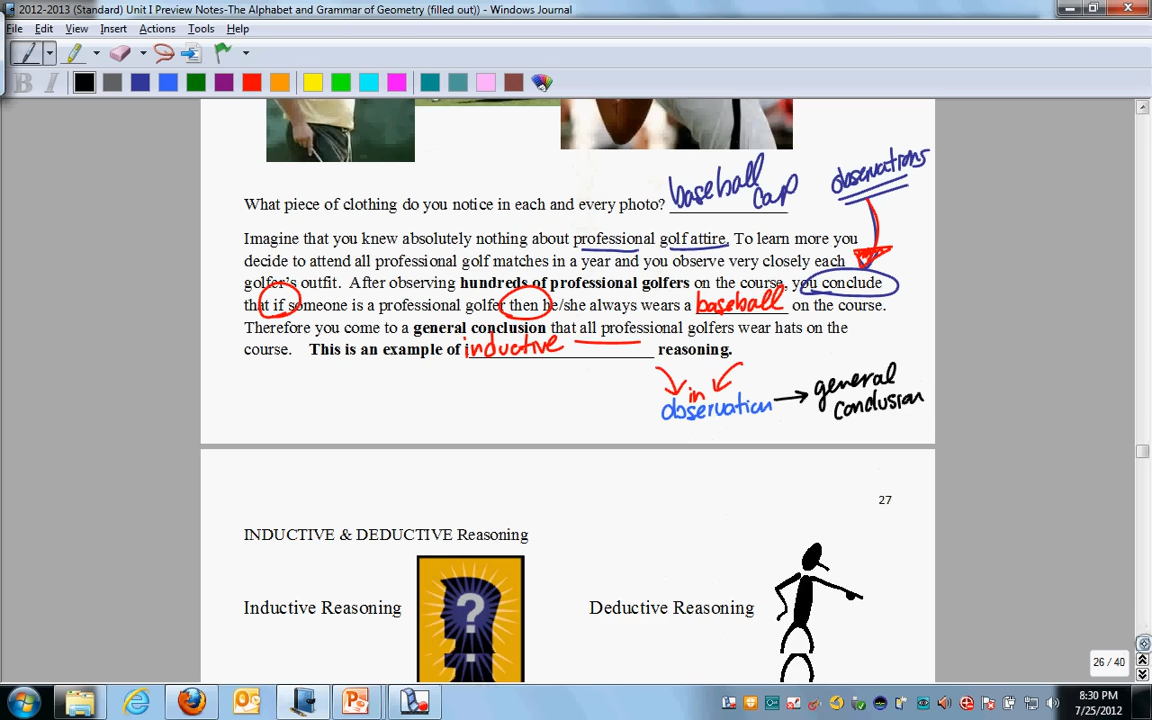 2012-2013 (Standard) Unit I Preview Notes-The Alphabet and Grammar of Geometry (filled out)) - Windows Journal
File Edit View Insert Actions Tools Help
B I
baseball
cap
observations
What piece of clothing do you notice in each and every photo?
Imagine that you knew absolutely nothing about professional golf attire. To learn more you
decide to attend all professional golf matches in a year and you observe very closely each
golfer's outfit. After observing hundreds of professional golfers on the course, you conclude
that if someone is a professional golfer then he/she always wears a baseball on the course.
Therefore you come to a general conclusion that all professional golfers wear hats on the
course. This is an example of inductive reasoning.
in
observation → general
conclusion
27
INDUCTIVE & DEDUCTIVE Reasoning
Inductive Reasoning Deductive Reasoning
?
26 / 40
8:30 PM
7/25/2012